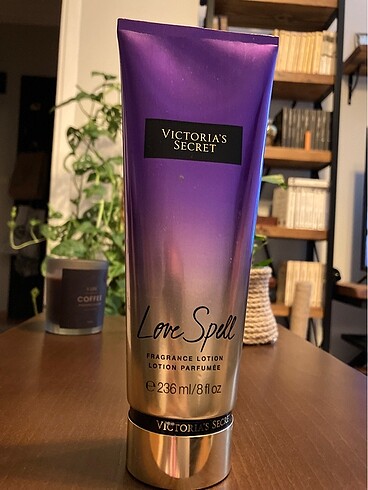 VICTORIA'S
SECRET
Love Spell
FRAGRANCE LOTION
LOTION PARFUMÉE
℮ 236 ml/8 fl oz
VICTORIA'S SECRET
COFFEE